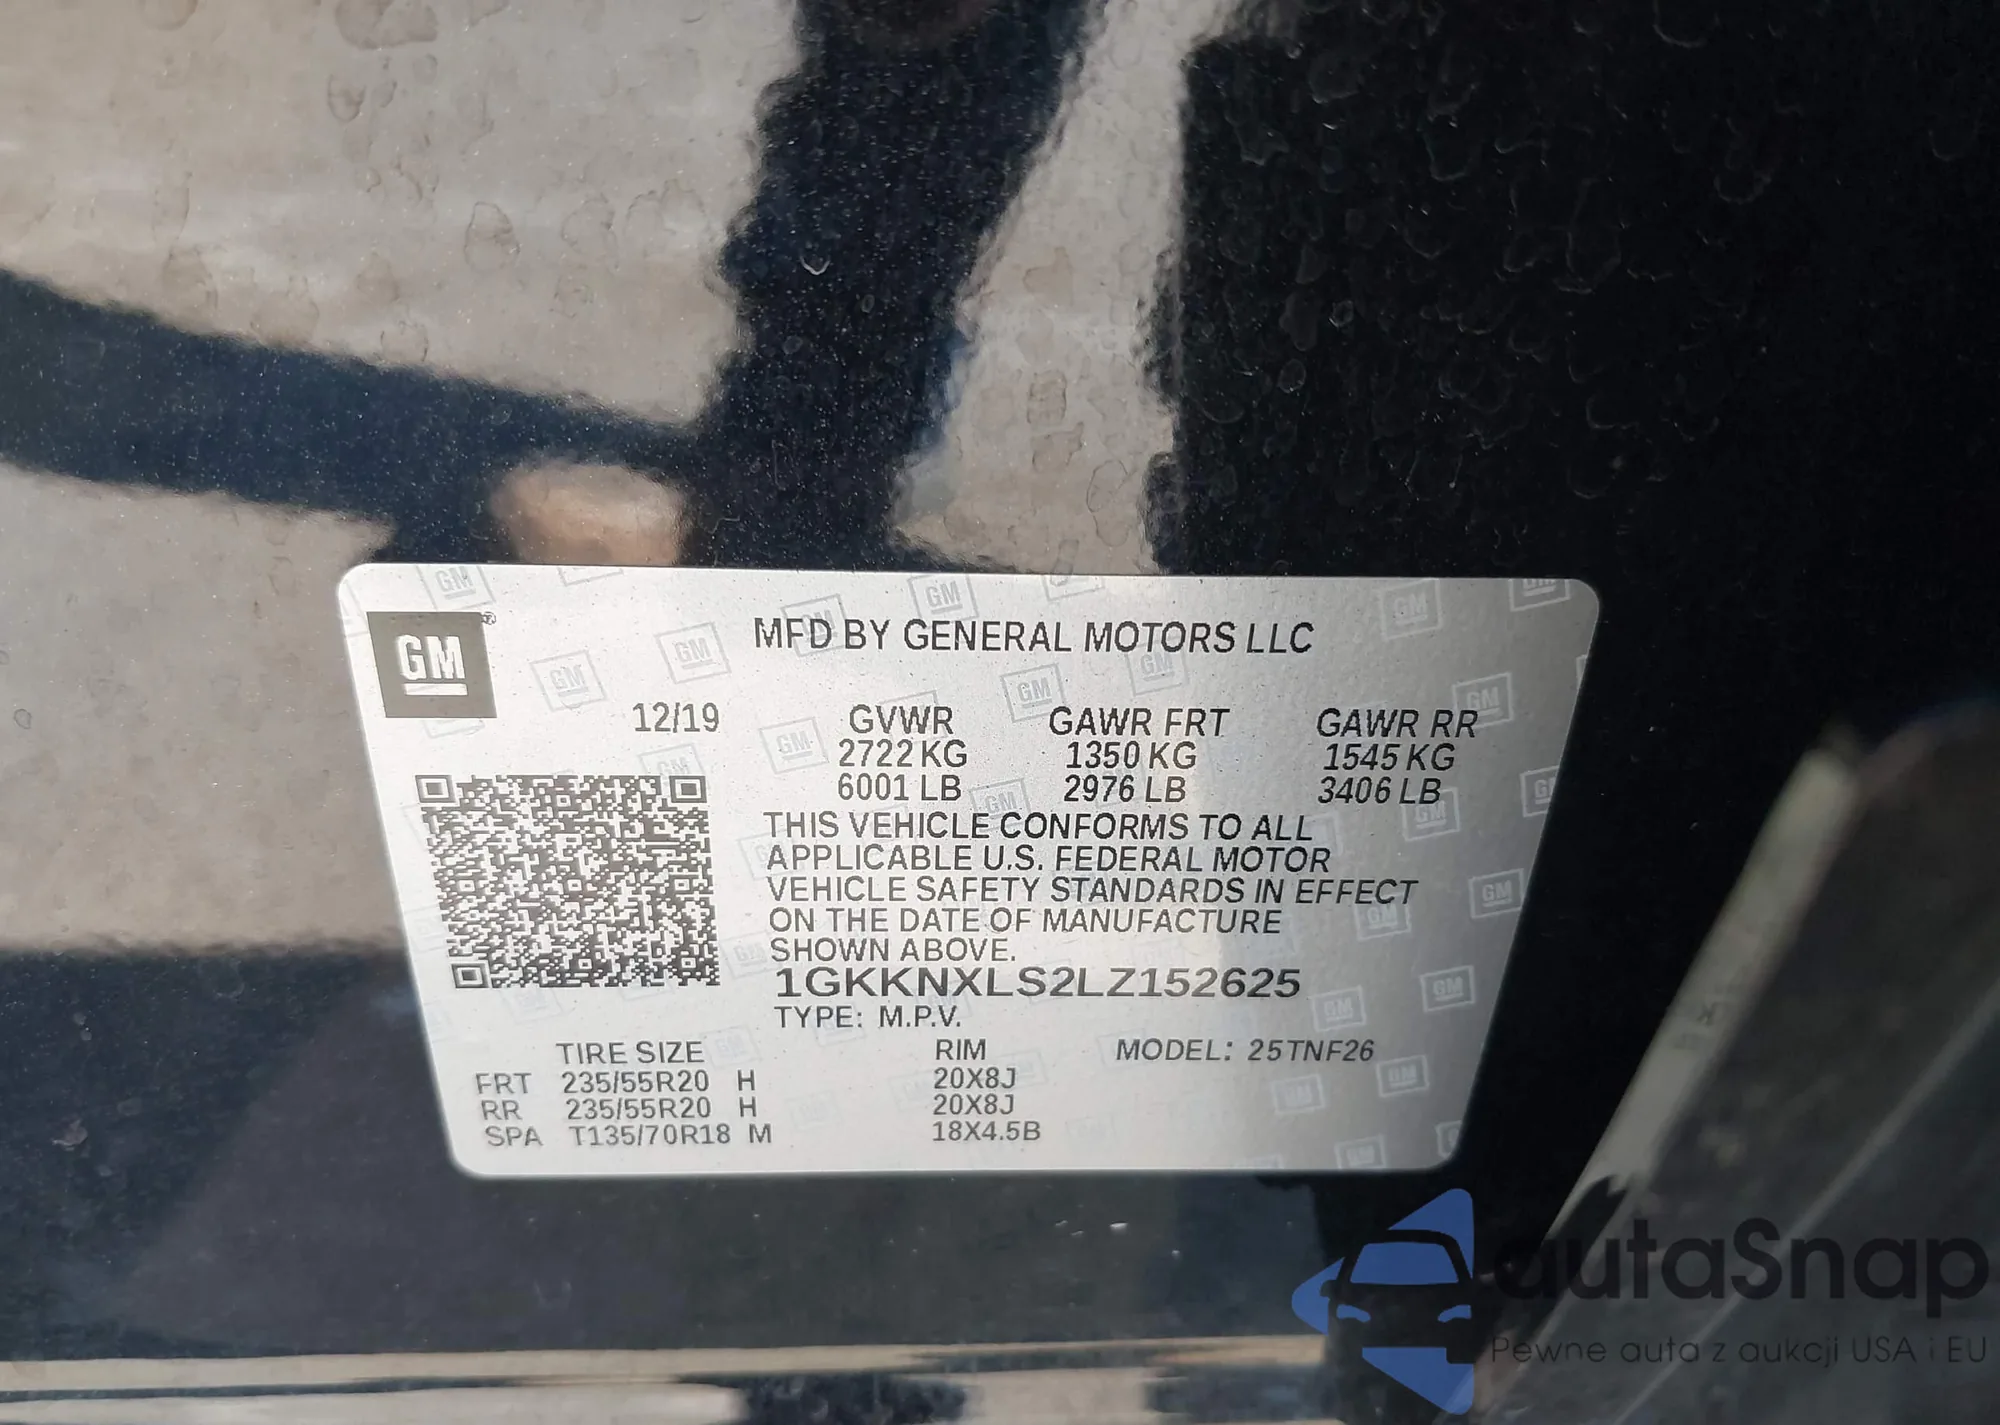 GM
MFD BY GENERAL MOTORS LLC
12/19 GVWR GAWR FRT GAWR RR
2722 KG 1350 KG 1545 KG
6001 LB 2976 LB 3406 LB
THIS VEHICLE CONFORMS TO ALL
APPLICABLE U.S. FEDERAL MOTOR
VEHICLE SAFETY STANDARDS IN EFFECT
ON THE DATE OF MANUFACTURE
SHOWN ABOVE.
1GKKNXLS2LZ152625
TYPE: M.P.V.
TIRE SIZE RIM MODEL: 25TNF26
FRT 235/55R20 H 20X8J
RR 235/55R20 H 20X8J
SPA T135/70R18 M 18X4.5B
autaSnap
Pewne auta z aukcji USA i EU